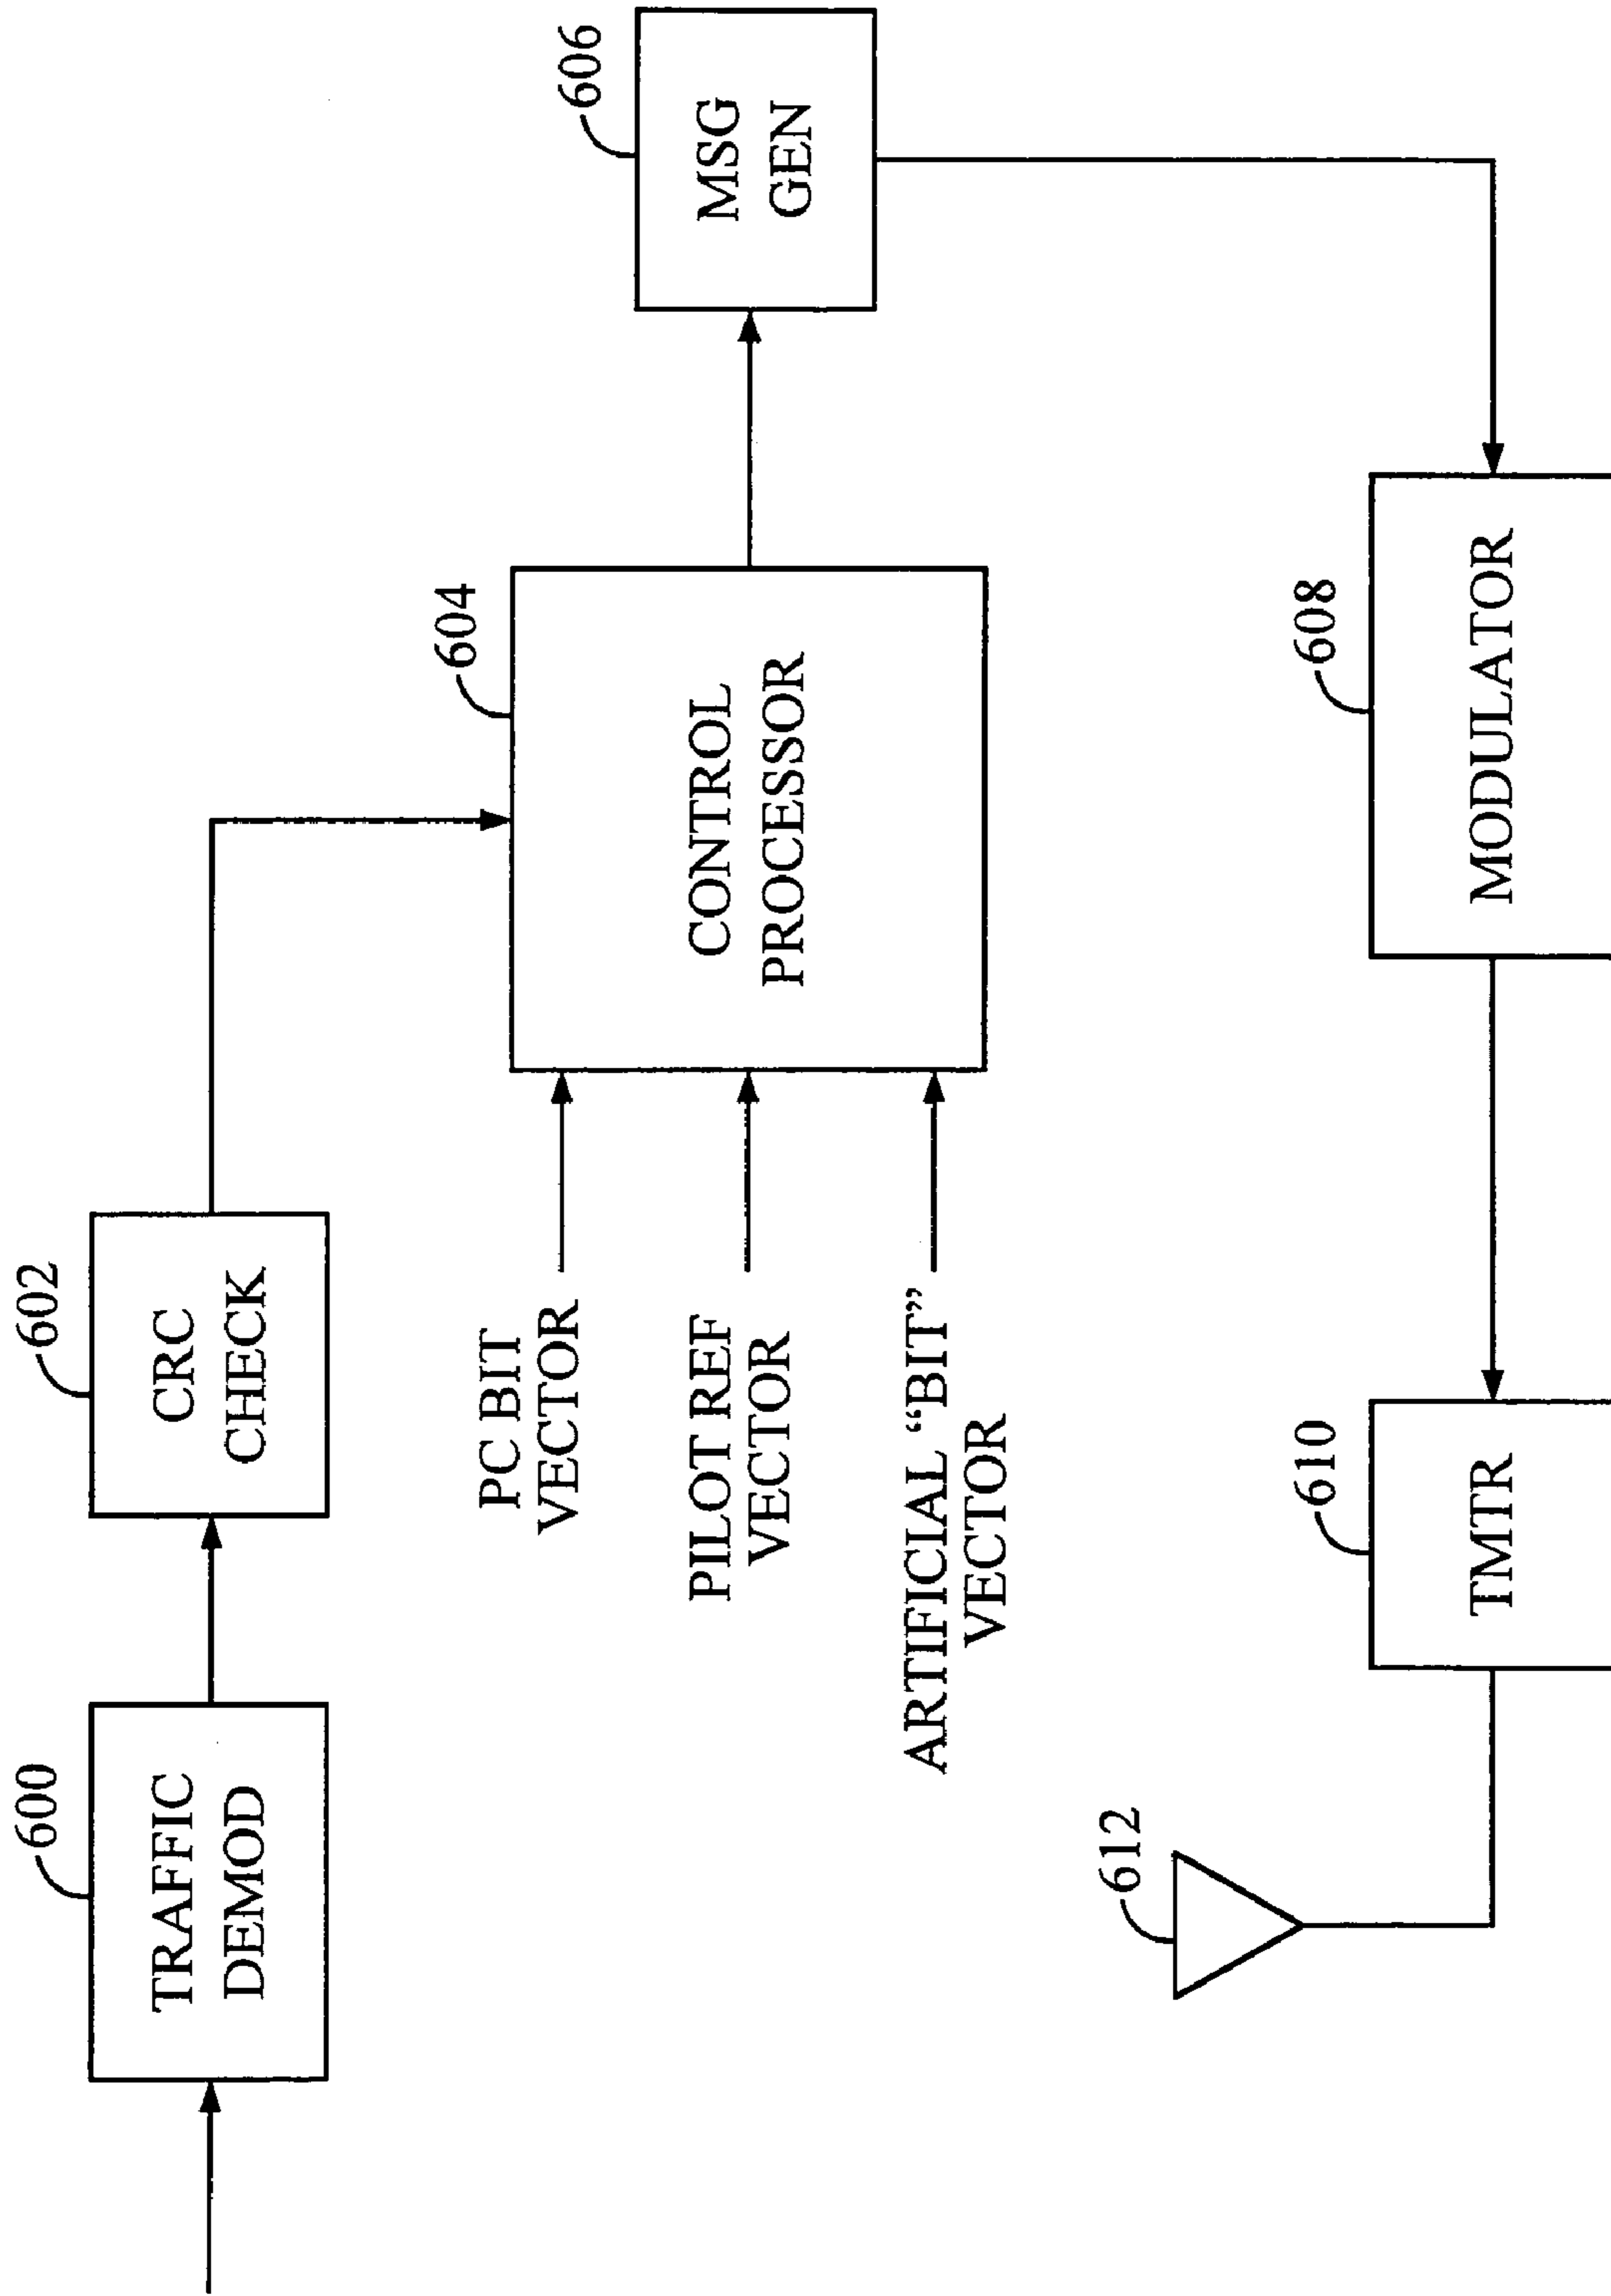 600
TRAFFIC
DEMOD
602
CRC
CHECK
PC BIT
VECTOR
PILOT REF
VECTOR
ARTIFICIAL “BIT”
VECTOR
604
CONTROL
PROCESSOR
606
MSG
GEN
608
MODULATOR
610
TMTR
612